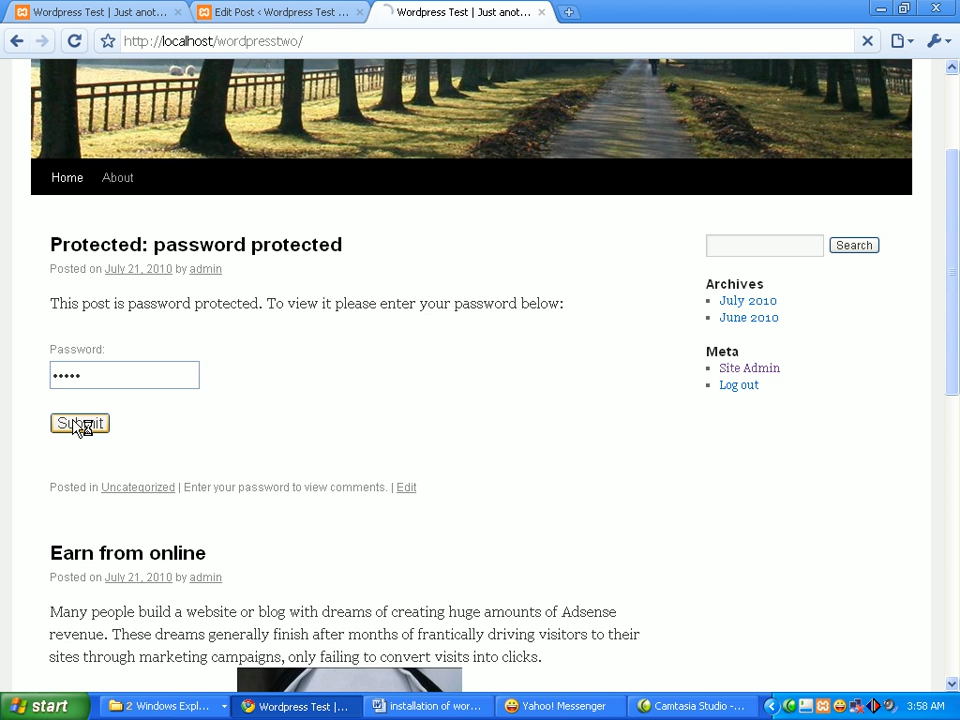 Wordpress Test | Just anot...
Edit Post ‹ Wordpress Test ...
Wordpress Test | Just anot...
http://localhost/wordpresstwo/
Home About
Protected: password protected
Posted on July 21, 2010 by admin
This post is password protected. To view it please enter your password below:
Password:
•••••
Submit
Posted in Uncategorized | Enter your password to view comments. | Edit
Earn from online
Posted on July 21, 2010 by admin
Many people build a website or blog with dreams of creating huge amounts of Adsense
revenue. These dreams generally finish after months of frantically driving visitors to their
sites through marketing campaigns, only failing to convert visits into clicks.
Search
Archives
July 2010
June 2010
Meta
Site Admin
Log out
start
2 Windows Expl...
Wordpress Test |...
installation of wor...
Yahoo! Messenger
Camtasia Studio -...
3:58 AM